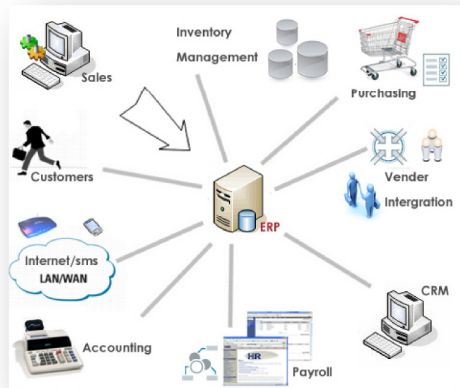 Sales
Inventory
Management
Purchasing
Customers
Vender
Intergration
ERP
Internet/sms
LAN/WAN
CRM
Accounting
HR
Payroll